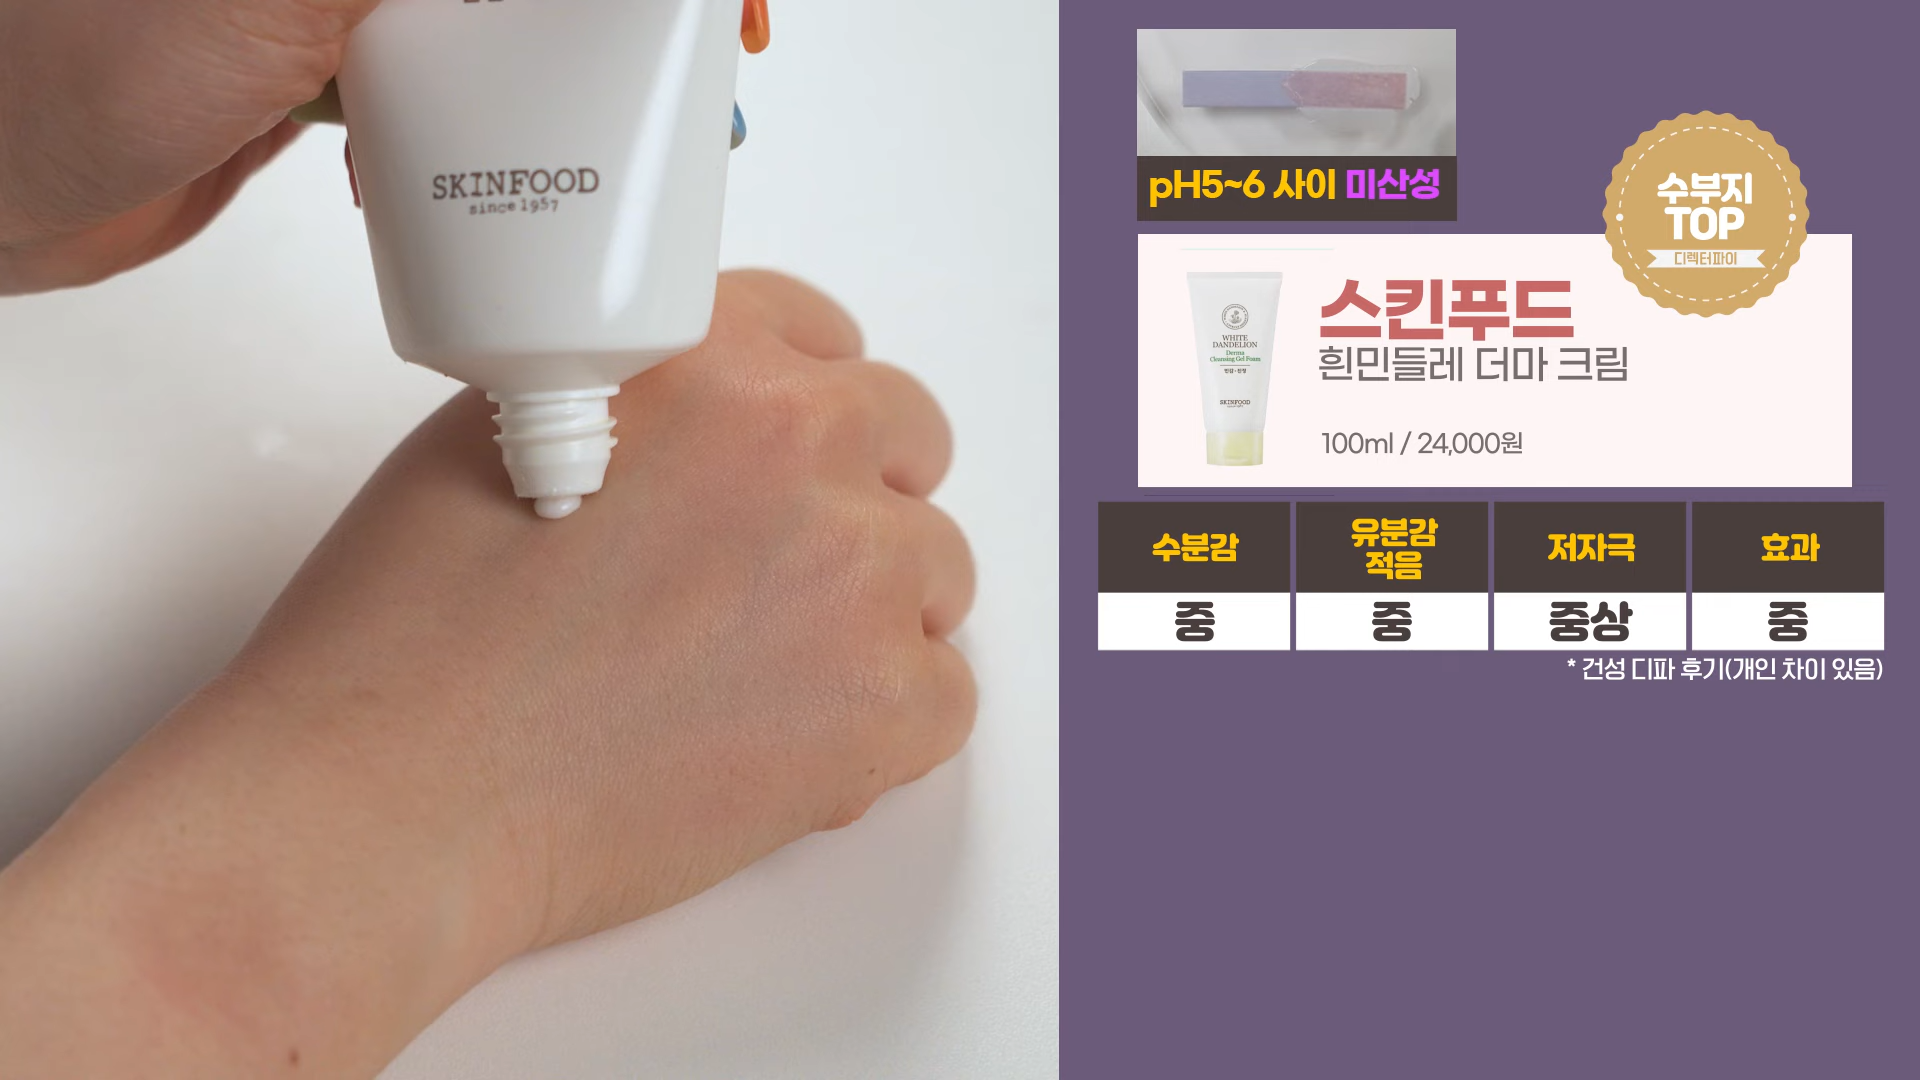 SKINFOOD
since 1957
pH5~6 사이 미산성
수부지
TOP
디렉터파이
WHITE
DANDELION
Derma
Cleansing Gel Foam
SKINFOOD
스킨푸드
흰민들레 더마 크림
100ml / 24,000원
수분감
유분감
적음
저자극
효과
중
중
중상
중
* 건성 디파 후기(개인 차이 있음)